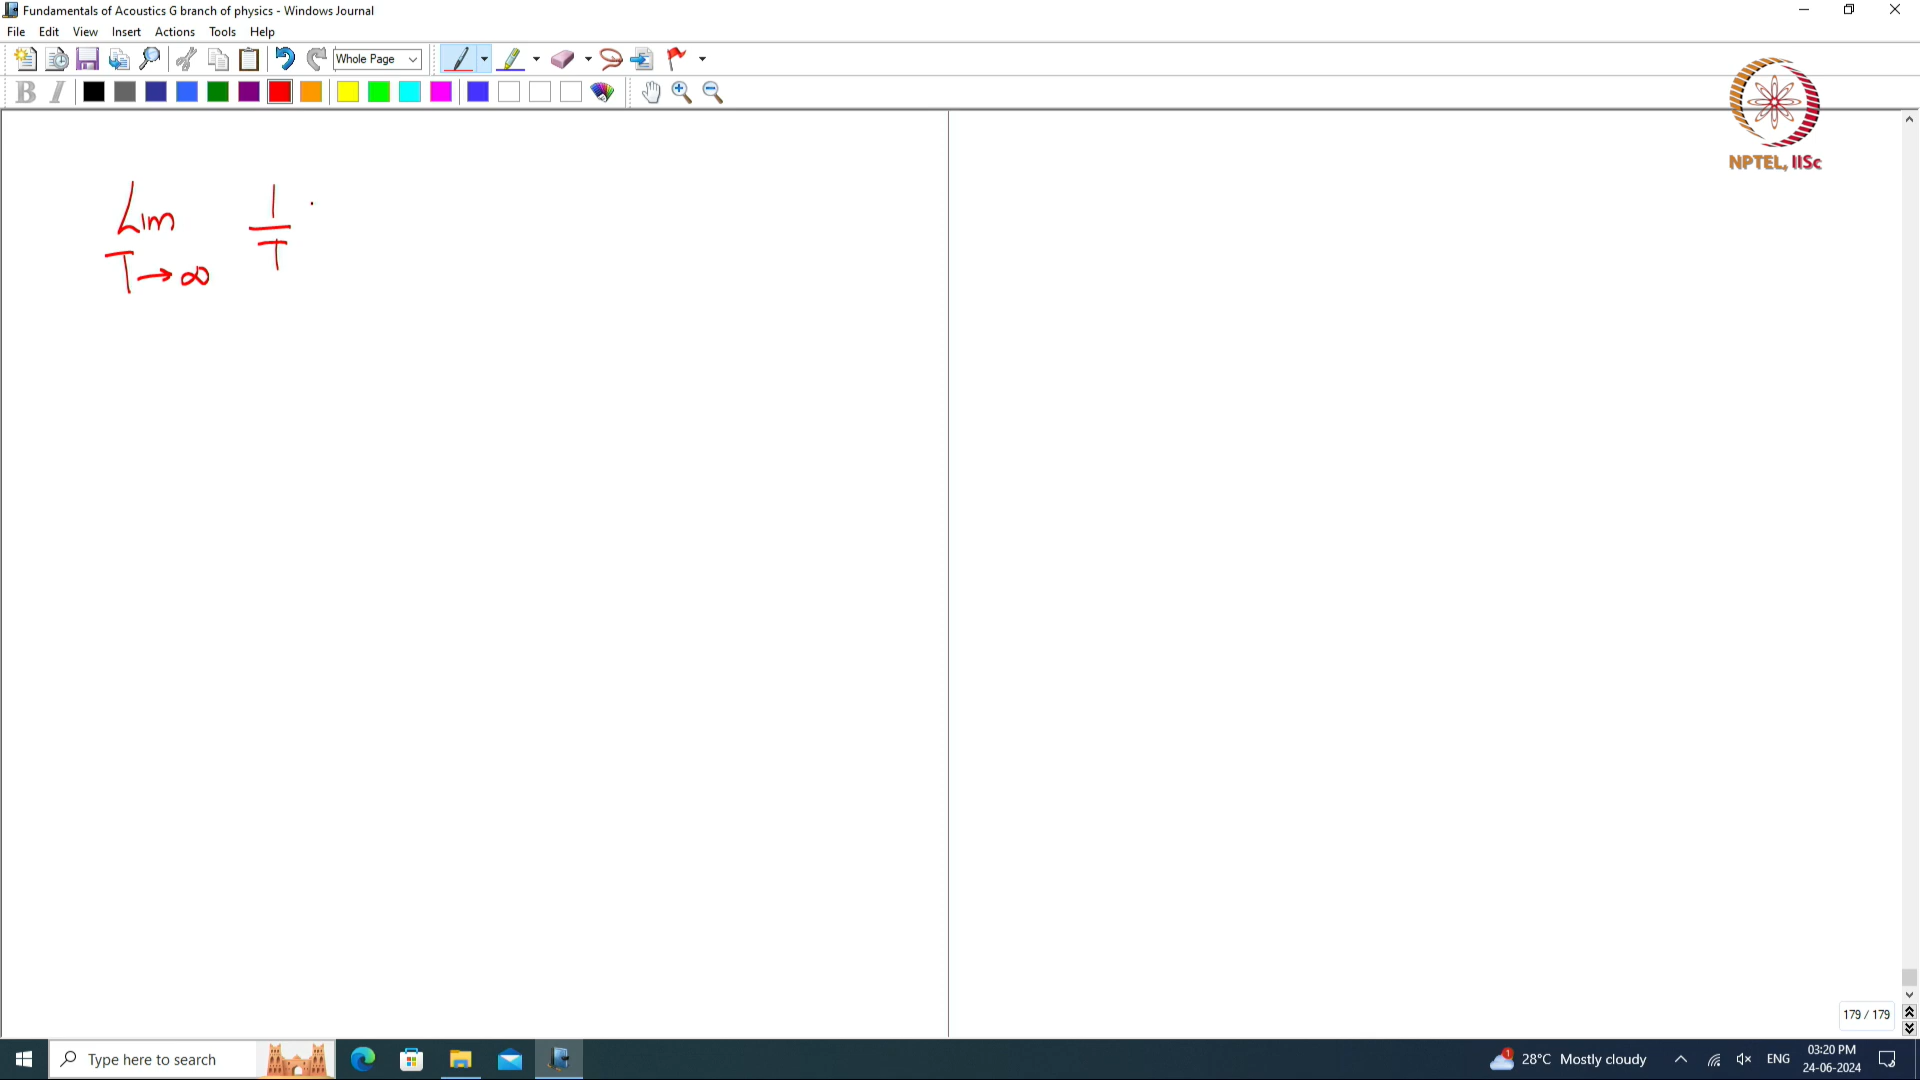 Fundamentals of Acoustics G branch of physics - Windows Journal
File Edit View Insert Actions Tools Help
Whole Page
B I
NPTEL, IISc
Lim 1
T→∞ T
179 / 179
Type here to search
1
28°C Mostly cloudy
ENG
03:20 PM
24-06-2024